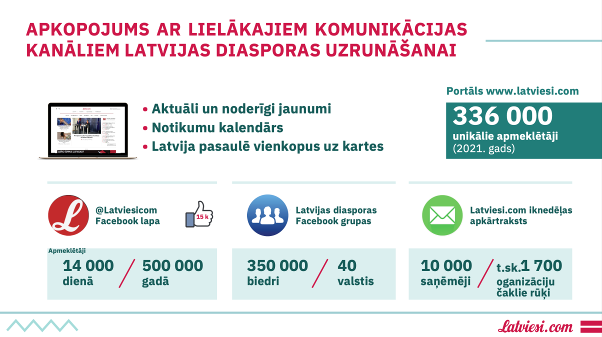 APKOPOJUMS AR LIELĀKAJIEM KOMUNIKĀCIJAS
KANĀLIEM LATVIJAS DIASPORAS UZRUNĀŠANAI
• Aktuāli un noderīgi jaunumi
• Notikumu kalendārs
• Latvija pasaulē vienkopus uz kartes
Portāls www.latviesi.com
336 000
unikālie apmeklētāji
(2021. gads)
@Latviesicom
Facebook lapa
15 k
Latvijas diasporas
Facebook grupas
Latviesi.com iknedēļas
apkārtraksts
Apmeklētāji
14 000 / 500 000
dienā gadā
350 000 / 40
biedri valstis
10 000 / t.sk.1 700
saņēmēji organizāciju
čaklie rūķi
Latviesi.com